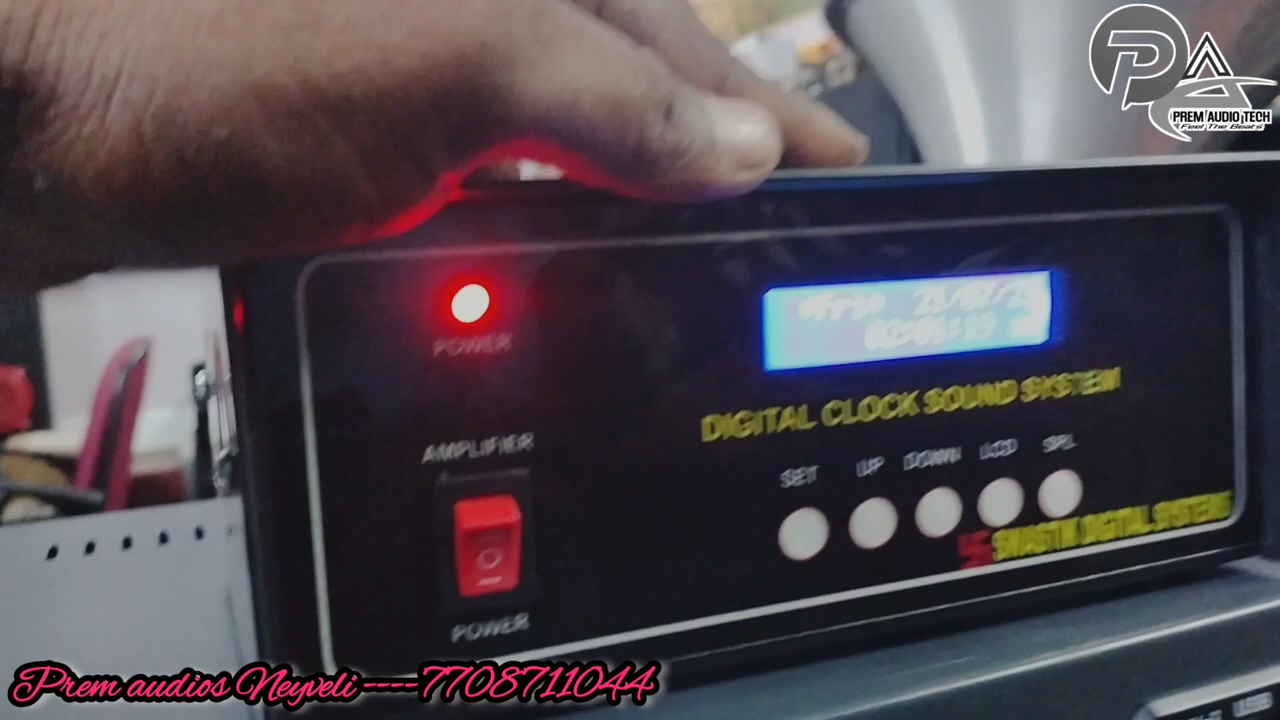 PREM AUDIO TECH
Feel The Beats
POWER
DIGITAL CLOCK SOUND SYSTEM
AMPLIFIER
SET UP DOWN LCD SPL
SWASTIK DIGITAL SYSTEMS
POWER
Prem audios Neyveli ----7708711044